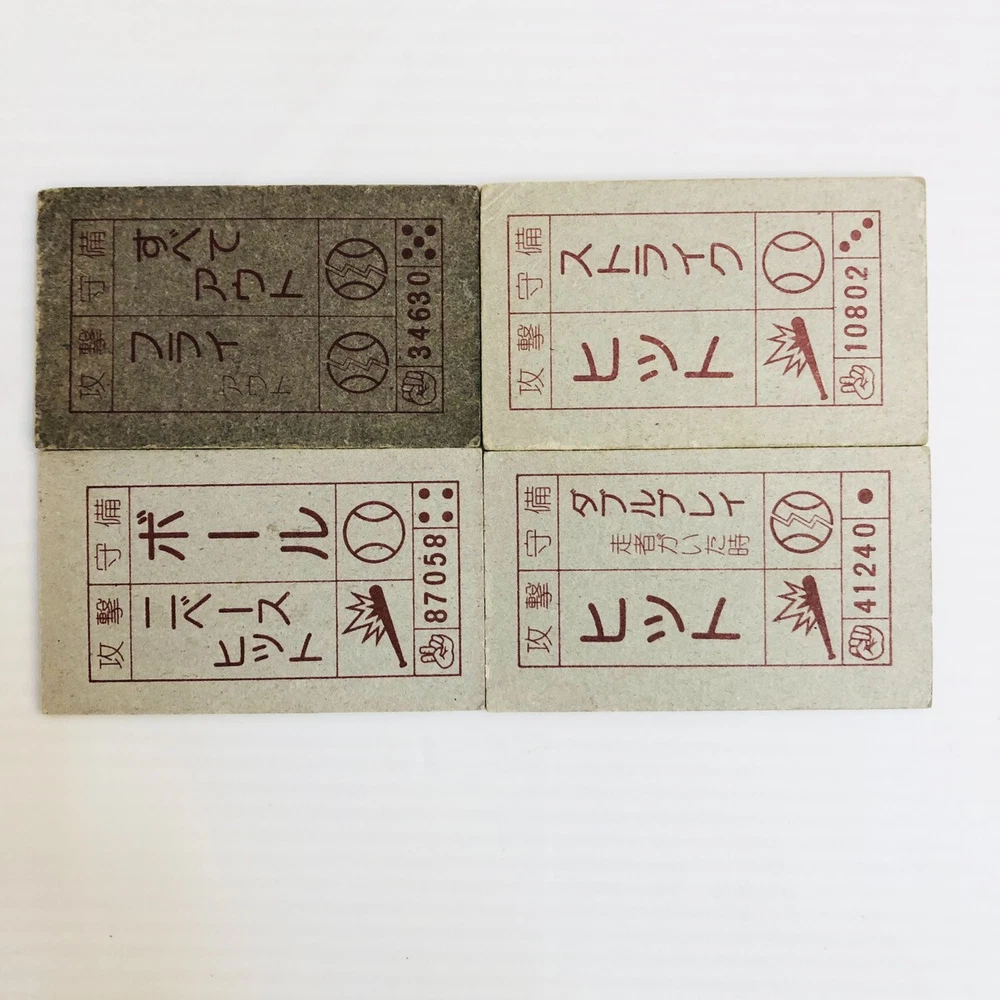 攻撃 守備
フライ
アウト
すべて
アウト
34630
攻撃 守備
ヒット
ストライク
10802
攻撃 守備
二ベース
ヒット
ボール
87058
攻撃 守備
ヒット
ダブルプレイ
走者がいた時
41240